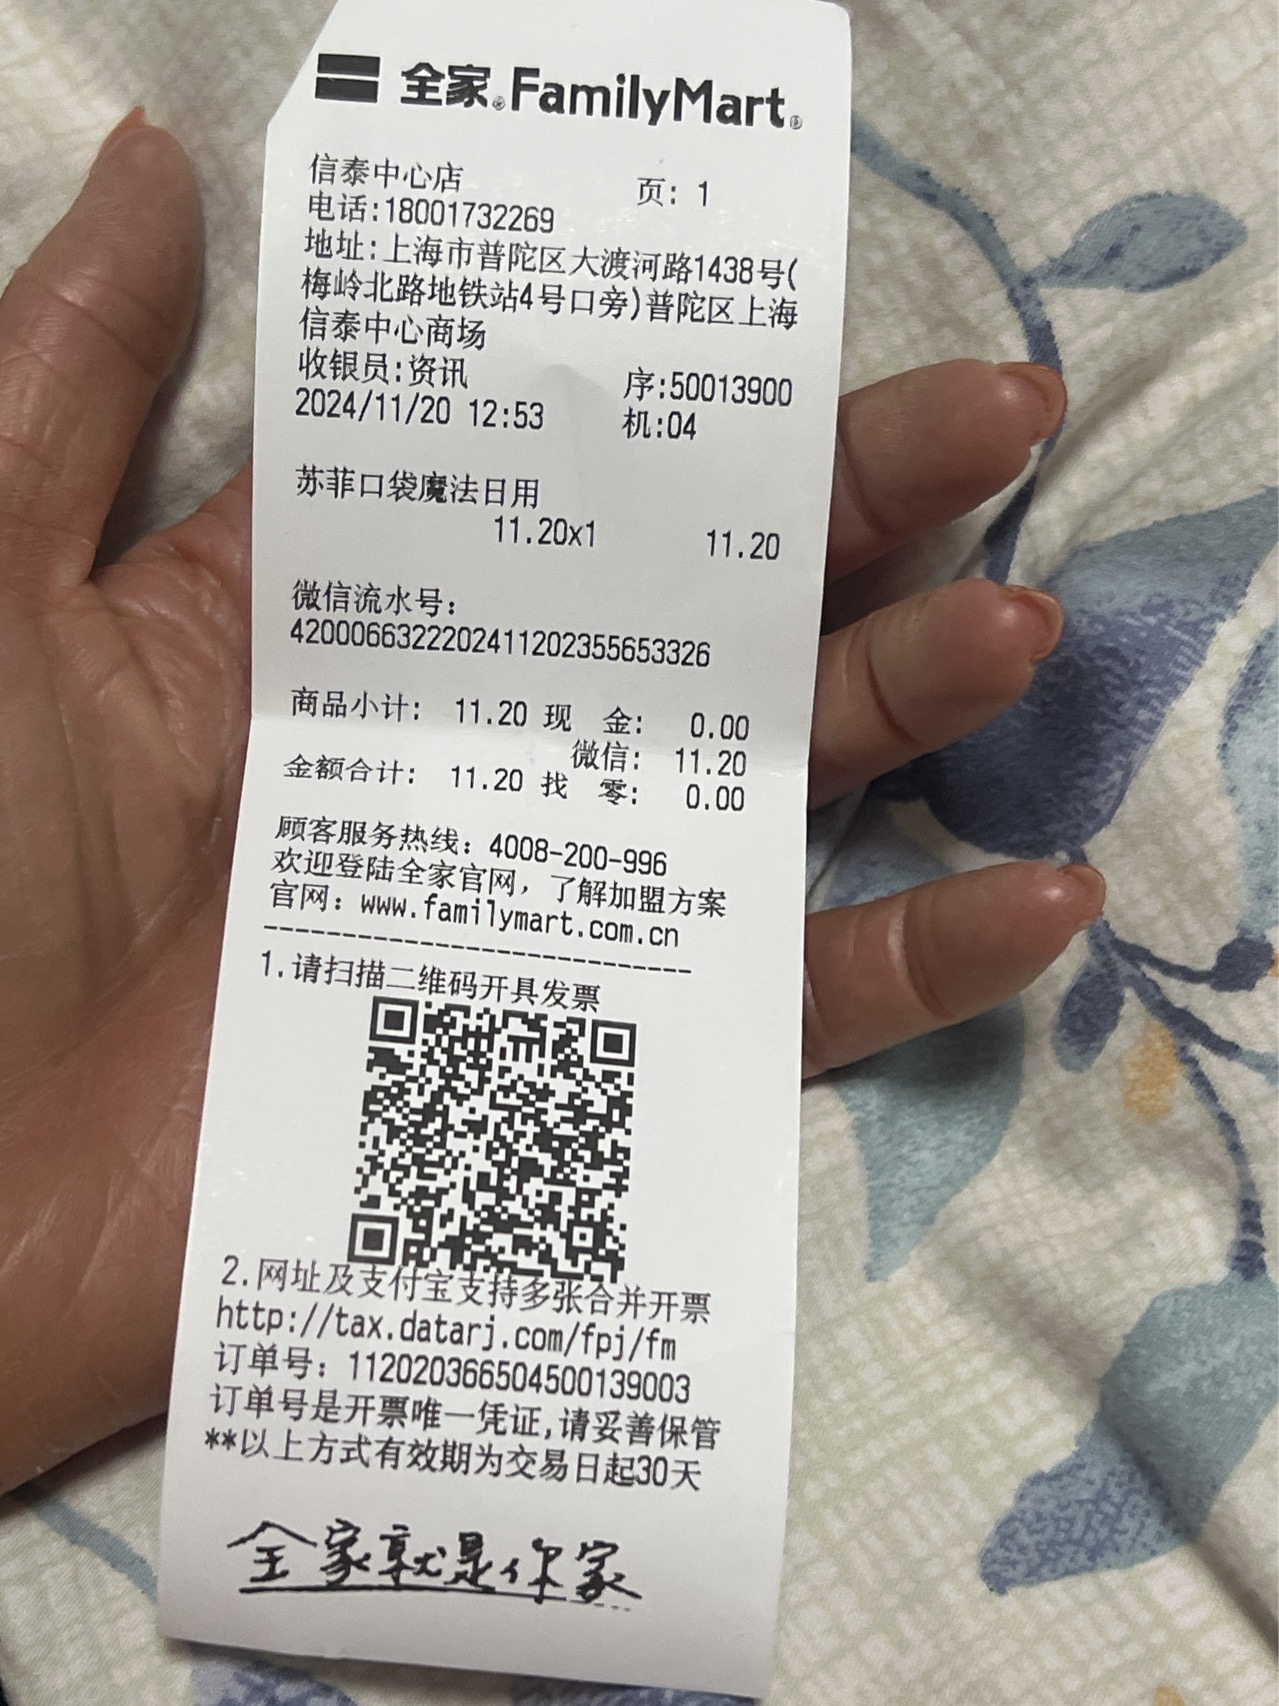 全家 FamilyMart
信泰中心店 页: 1
电话:18001732269
地址:上海市普陀区大渡河路1438号(
梅岭北路地铁站4号口旁)普陀区上海
信泰中心商场
收银员:资讯 序:50013900
2024/11/20 12:53 机:04
苏菲口袋魔法日用
11.20x1 11.20
微信流水号:
4200066322202411202355653326
商品小计: 11.20 现 金: 0.00
微信: 11.20
金额合计: 11.20 找 零: 0.00
顾客服务热线: 4008-200-996
欢迎登陆全家官网, 了解加盟方案
官网: www.familymart.com.cn
1.请扫描二维码开具发票
2.网址及支付宝支持多张合并开票
http://tax.datarj.com/fpj/fm
订单号: 112020366504500139003
订单号是开票唯一凭证,请妥善保管
**以上方式有效期为交易日起30天
全家就是你家